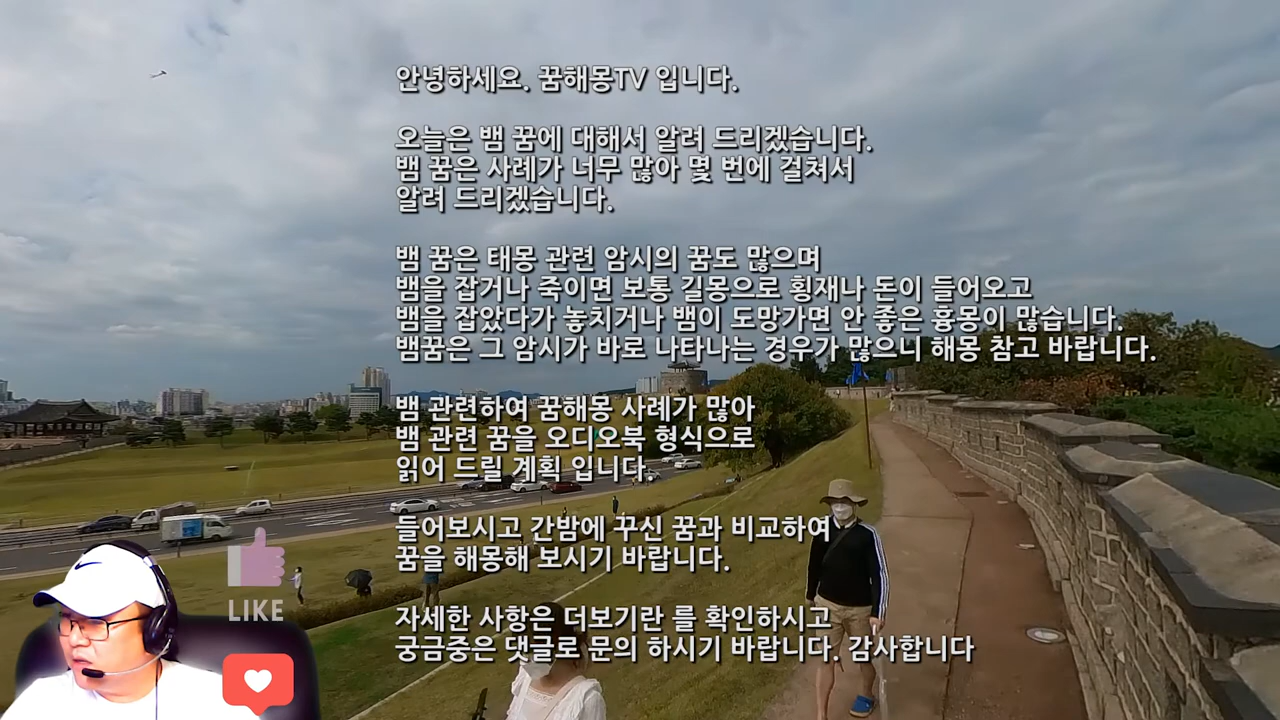 안녕하세요. 꿈해몽TV 입니다.
오늘은 뱀 꿈에 대해서 알려 드리겠습니다.
뱀 꿈은 사례가 너무 많아 몇 번에 걸쳐서
알려 드리겠습니다.
뱀 꿈은 태몽 관련 암시의 꿈도 많으며
뱀을 잡거나 죽이면 보통 길몽으로 횡재나 돈이 들어오고
뱀을 잡았다가 놓치거나 뱀이 도망가면 안 좋은 흉몽이 많습니다.
뱀꿈은 그 암시가 바로 나타나는 경우가 많으니 해몽 참고 바랍니다.
뱀 관련하여 꿈해몽 사례가 많아
뱀 관련 꿈을 오디오북 형식으로
읽어 드릴 계획 입니다.
들어보시고 간밤에 꾸신 꿈과 비교하여
꿈을 해몽해 보시기 바랍니다.
자세한 사항은 더보기란 를 확인하시고
궁금중은 댓글로 문의 하시기 바랍니다. 감사합니다
LIKE